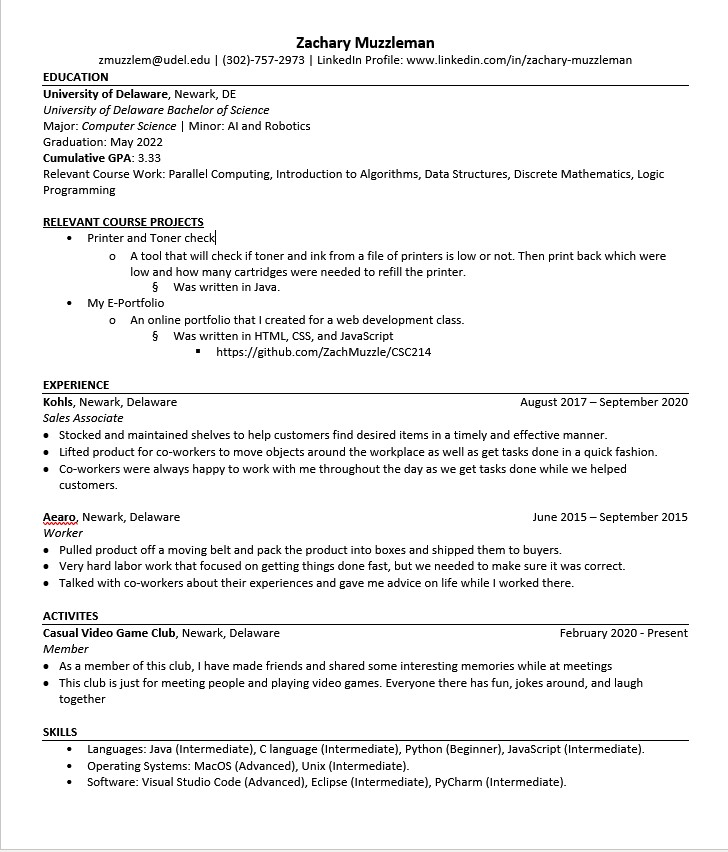 Zachary Muzzleman
zmuzzlem@udel.edu | (302)-757-2973 | LinkedIn Profile: www.linkedin.com/in/zachary-muzzleman
EDUCATION
University of Delaware, Newark, DE
University of Delaware Bachelor of Science
Major: Computer Science | Minor: AI and Robotics
Graduation: May 2022
Cumulative GPA: 3.33
Relevant Course Work: Parallel Computing, Introduction to Algorithms, Data Structures, Discrete Mathematics, Logic
Programming
RELEVANT COURSE PROJECTS
• Printer and Toner check
o A tool that will check if toner and ink from a file of printers is low or not. Then print back which were
low and how many cartridges were needed to refill the printer.
§ Was written in Java.
• My E-Portfolio
o An online portfolio that I created for a web development class.
§ Was written in HTML, CSS, and JavaScript
▪ https://github.com/ZachMuzzle/CSC214
EXPERIENCE
Kohls, Newark, Delaware August 2017 – September 2020
Sales Associate
• Stocked and maintained shelves to help customers find desired items in a timely and effective manner.
• Lifted product for co-workers to move objects around the workplace as well as get tasks done in a quick fashion.
• Co-workers were always happy to work with me throughout the day as we get tasks done while we helped
customers.
Aearo, Newark, Delaware June 2015 – September 2015
Worker
• Pulled product off a moving belt and pack the product into boxes and shipped them to buyers.
• Very hard labor work that focused on getting things done fast, but we needed to make sure it was correct.
• Talked with co-workers about their experiences and gave me advice on life while I worked there.
ACTIVITES
Casual Video Game Club, Newark, Delaware February 2020 - Present
Member
• As a member of this club, I have made friends and shared some interesting memories while at meetings
• This club is just for meeting people and playing video games. Everyone there has fun, jokes around, and laugh
together
SKILLS
• Languages: Java (Intermediate), C language (Intermediate), Python (Beginner), JavaScript (Intermediate).
• Operating Systems: MacOS (Advanced), Unix (Intermediate).
• Software: Visual Studio Code (Advanced), Eclipse (Intermediate), PyCharm (Intermediate).